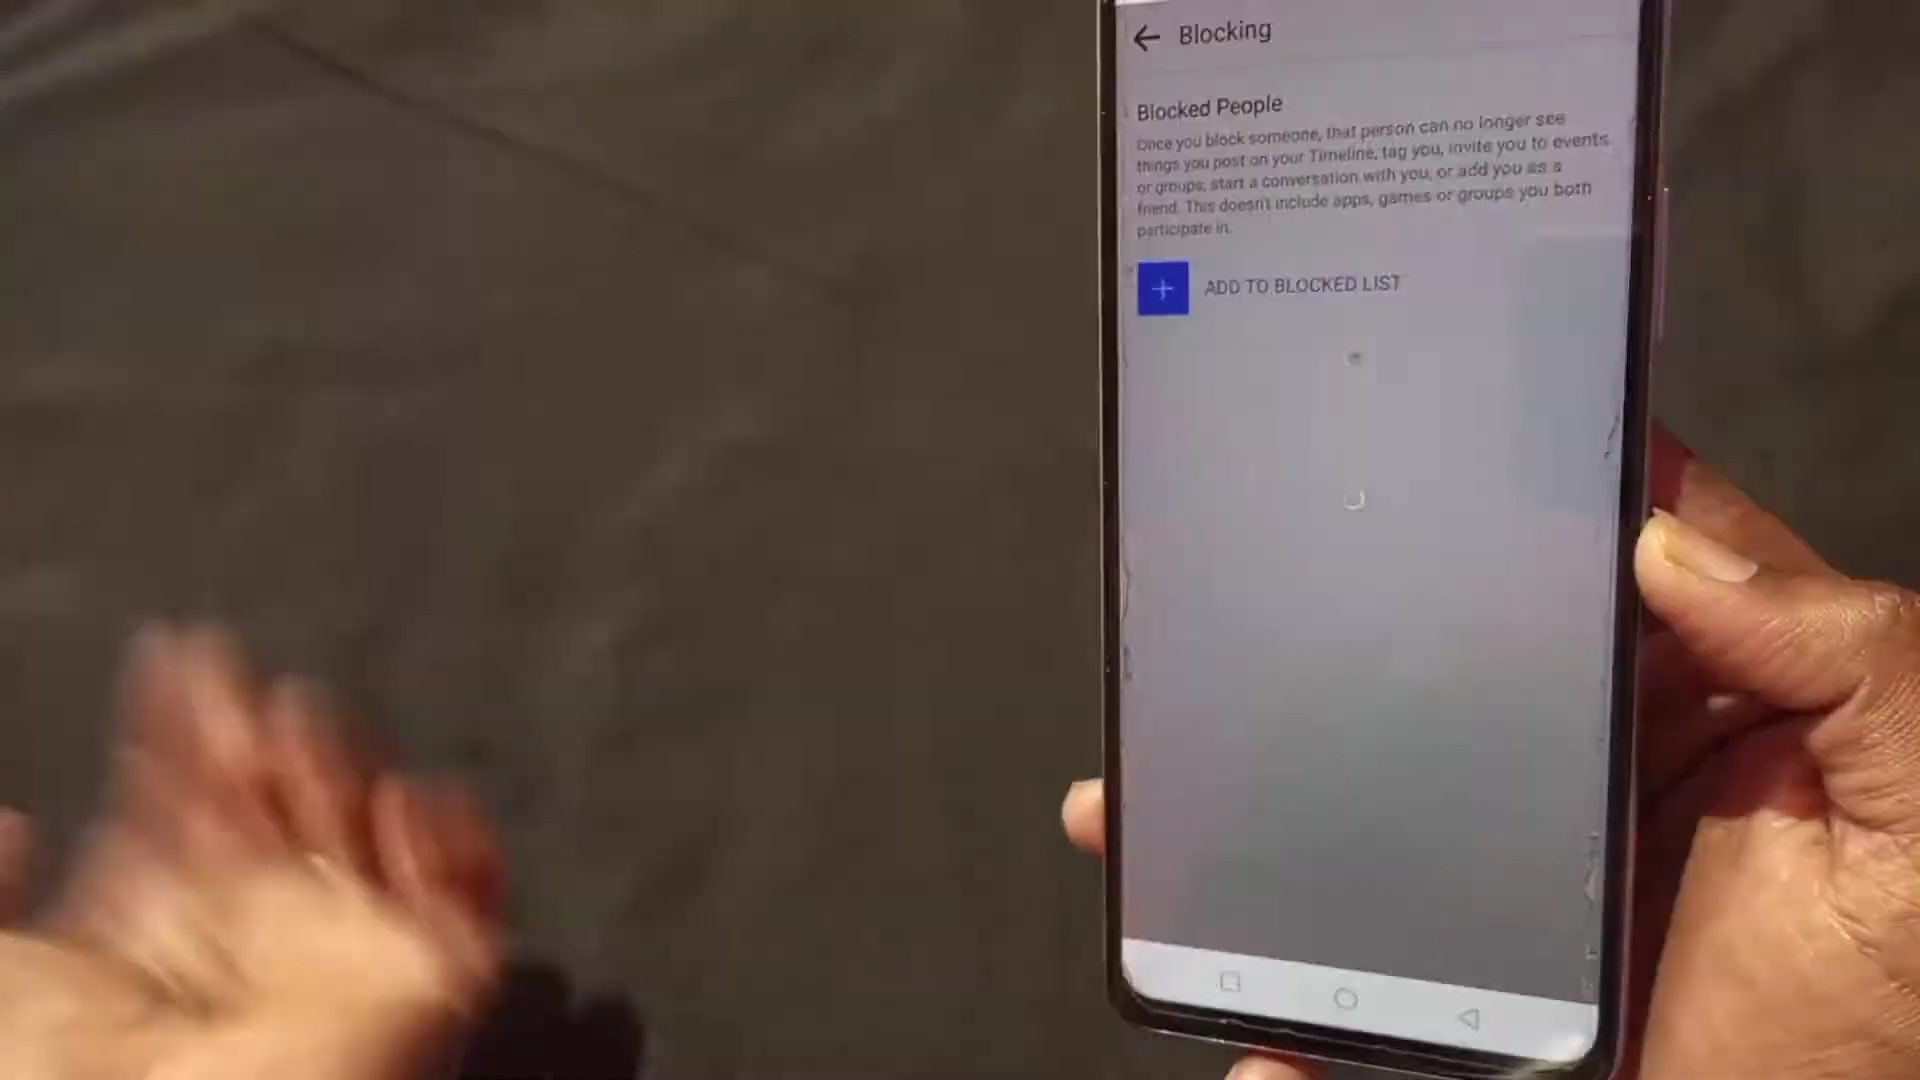 Blocking
Blocked People
Once you block someone, that person can no longer see
things you post on your Timeline, tag you, invite you to events
or groups, start a conversation with you, or add you as a
friend. This doesn't include apps, games or groups you both
participate in.
ADD TO BLOCKED LIST